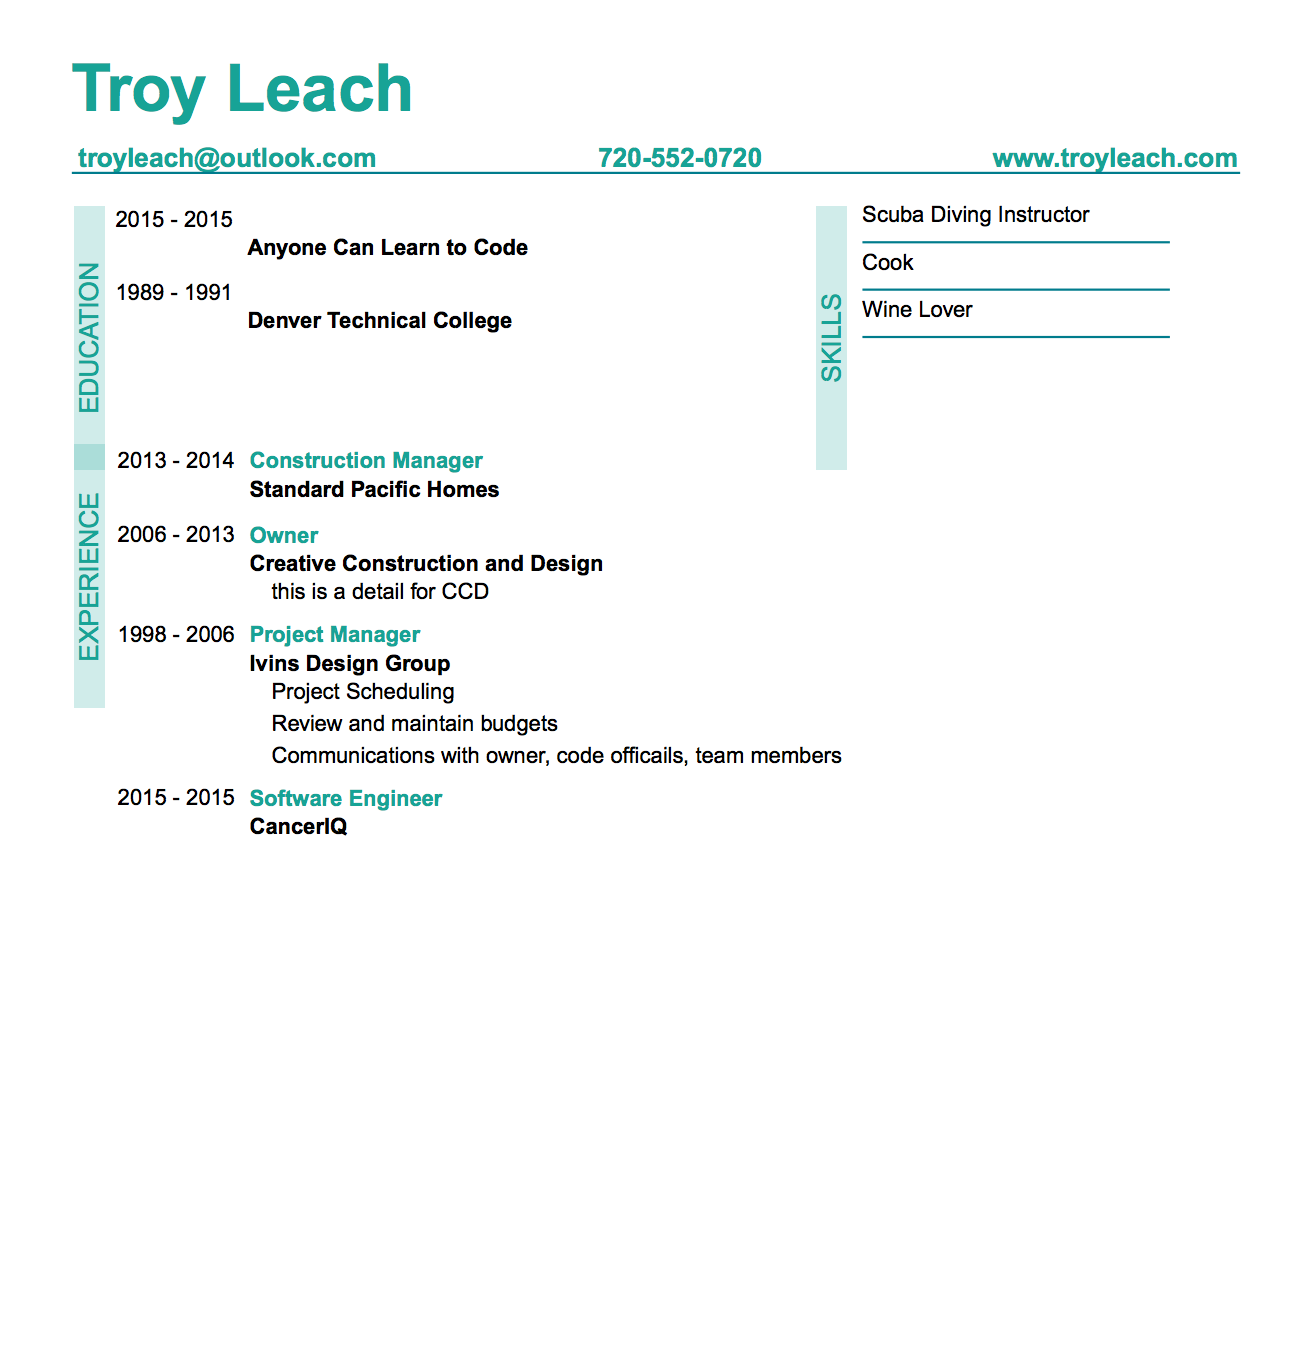 Troy Leach
troyleach@outlook.com 720-552-0720 www.troyleach.com
EDUCATION
2015 - 2015
Anyone Can Learn to Code
1989 - 1991
Denver Technical College
SKILLS
Scuba Diving Instructor
Cook
Wine Lover
EXPERIENCE
2013 - 2014 Construction Manager
Standard Pacific Homes
2006 - 2013 Owner
Creative Construction and Design
this is a detail for CCD
1998 - 2006 Project Manager
Ivins Design Group
Project Scheduling
Review and maintain budgets
Communications with owner, code officails, team members
2015 - 2015 Software Engineer
CancerIQ